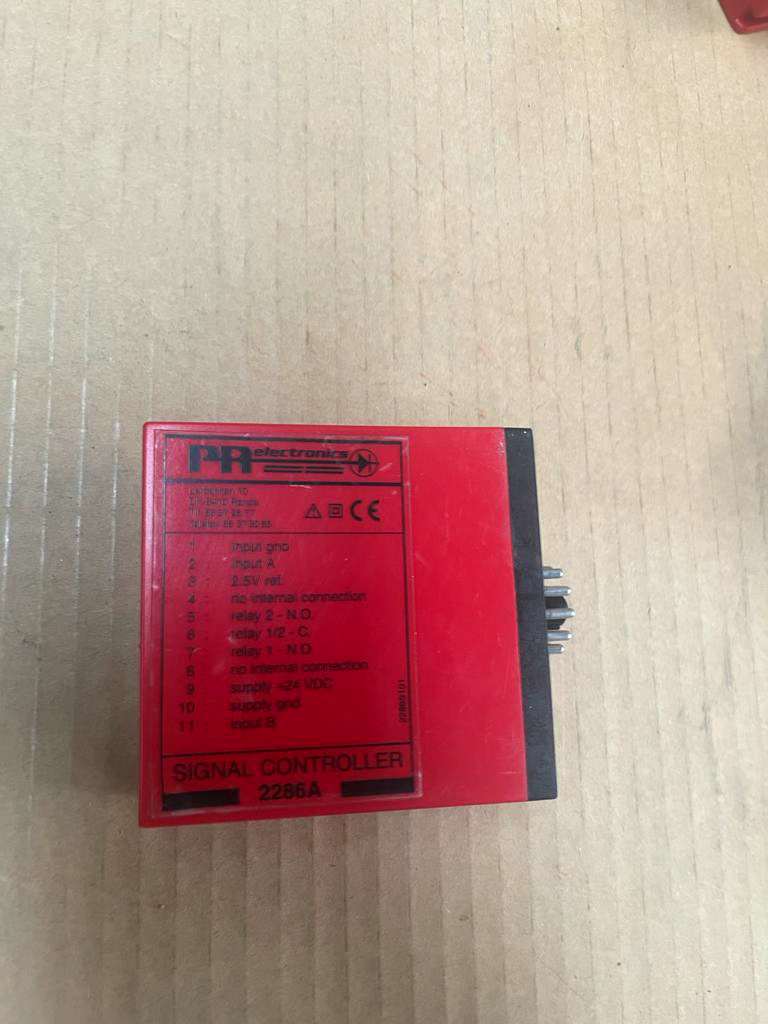 PR electronics
Lerbakken 10
DK-8410 Rønde
Tlf. 86 37 26 77
Telefax 86 37 30 85
CE
1 : input gnd
2 : input A
3 : 2.5V ref.
4 : no internal connection
5 : relay 2 - N.O.
6 : relay 1/2 - C.
7 : relay 1 - N.O.
8 : no internal connection
9 : supply +24 VDC
10 : supply gnd
11 : input B
SIGNAL CONTROLLER
2286A